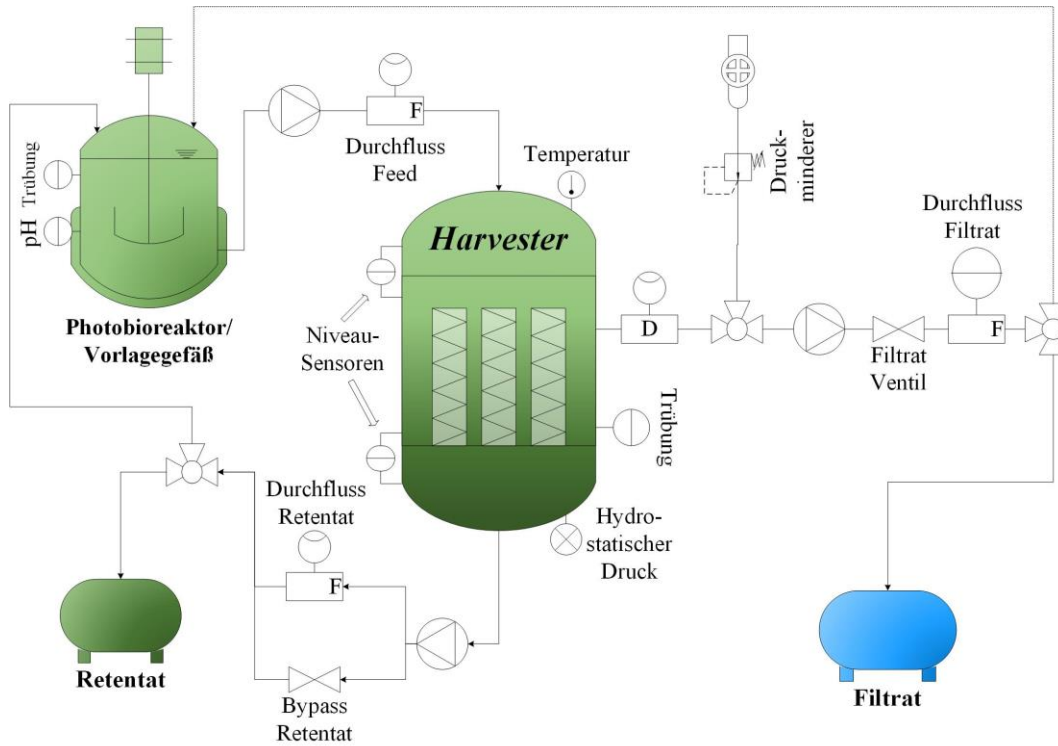 Trübung
pH
Photobioreaktor/
Vorlagegefäß
F
Durchfluss
Feed
Temperatur
Harvester
Niveau-
Sensoren
D
Druck-
minderer
Durchfluss
Filtrat
F
Filtrat
Ventil
Trübung
Hydro-
statischer
Druck
Durchfluss
Retentat
F
Bypass
Retentat
Retentat
Filtrat